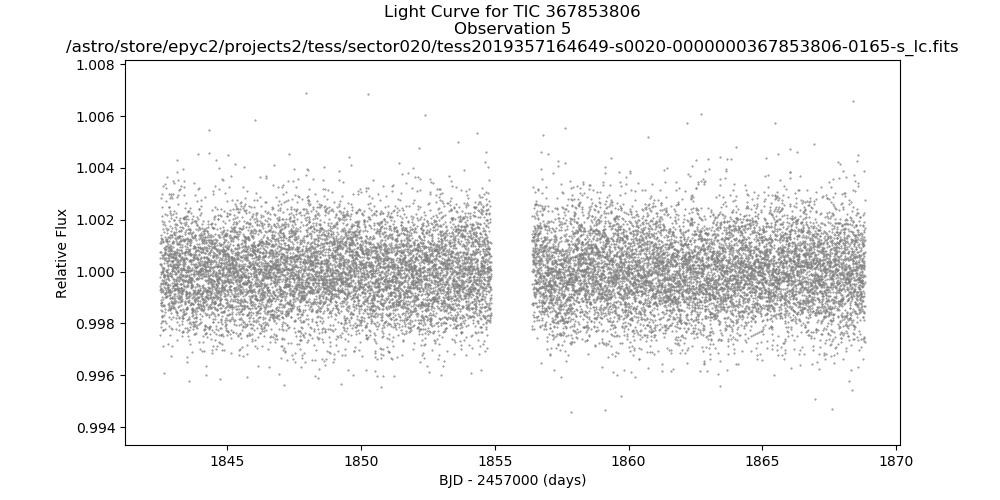 Light Curve for TIC 367853806
Observation 5
/astro/store/epyc2/projects2/tess/sector020/tess2019357164649-s0020-0000000367853806-0165-s_lc.fits
1.008
1.006
1.004
1.002
1.000
0.998
0.996
0.994
Relative Flux
1845
1850
1855
1860
1865
1870
BJD - 2457000 (days)